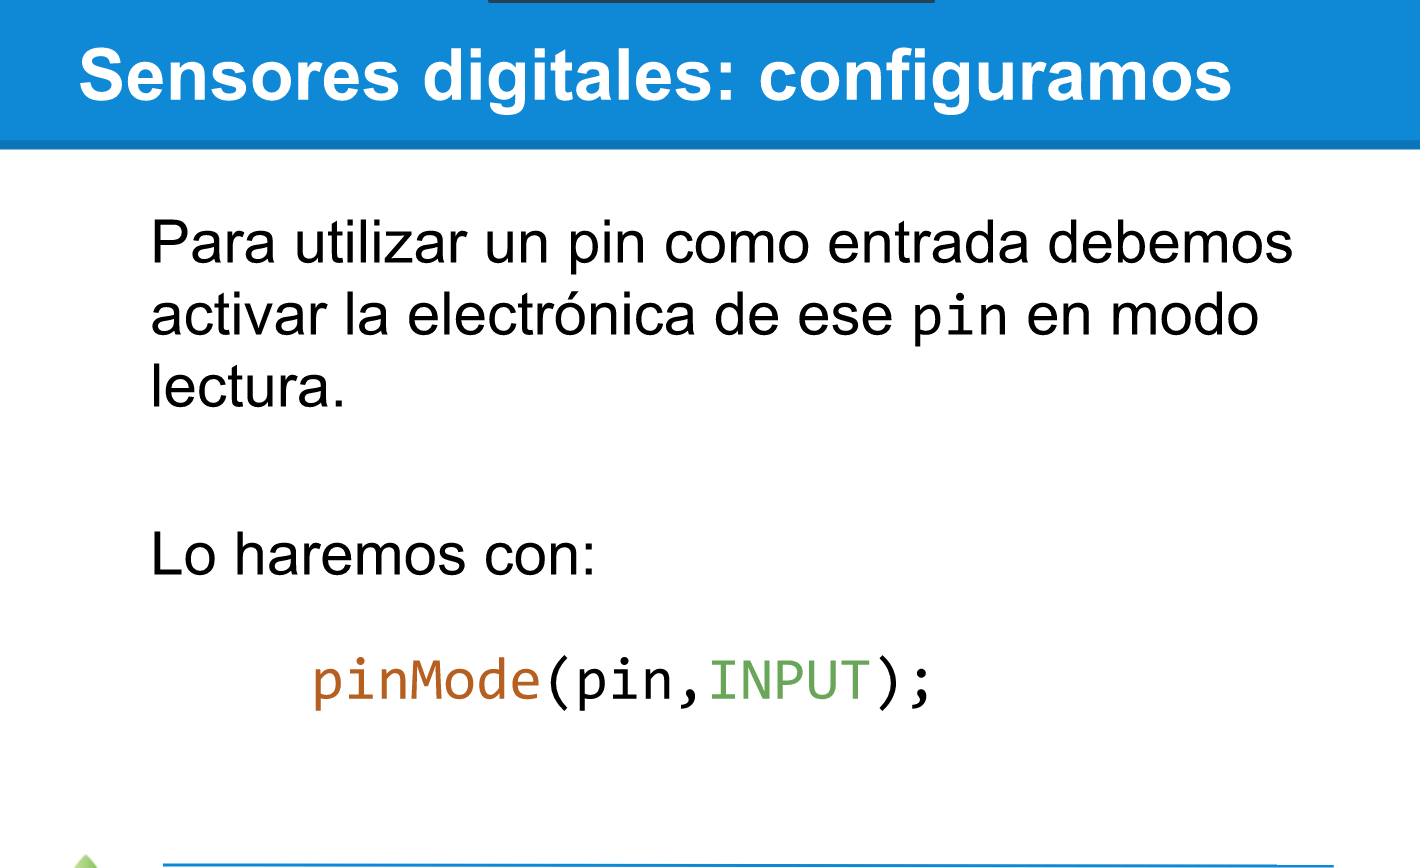 Sensores digitales: configuramos
Para utilizar un pin como entrada debemos
activar la electrónica de ese pin en modo
lectura.
Lo haremos con:
pinMode(pin,INPUT);